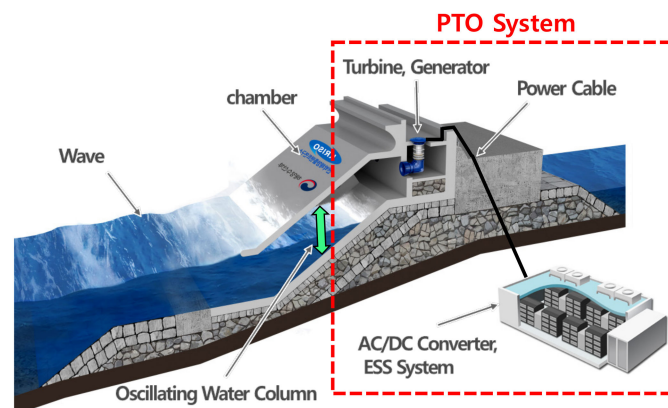 PTO System
Turbine, Generator
Power Cable
chamber
Wave
AC/DC Converter,
ESS System
Oscillating Water Column